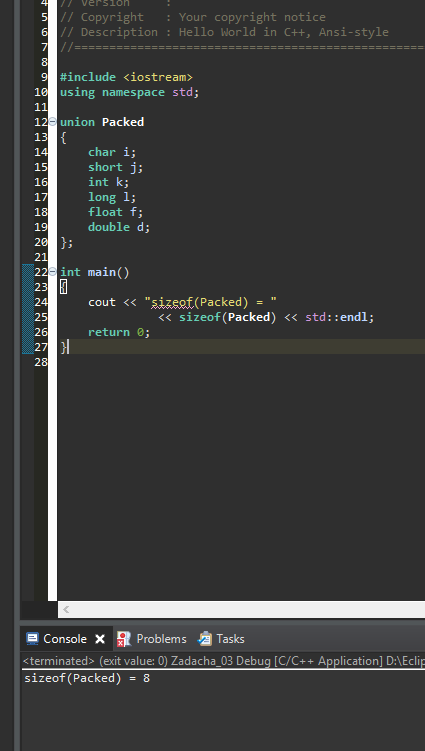 4 // Version     :
5 // Copyright   : Your copyright notice
6 // Description : Hello World in C++, Ansi-style
7 //==================================================
8
9 #include <iostream>
10 using namespace std;
11
12 union Packed
13 {
14     char i;
15     short j;
16     int k;
17     long l;
18     float f;
19     double d;
20 };
21
22 int main()
23 {
24     cout << "sizeof(Packed) = "
25               << sizeof(Packed) << std::endl;
26     return 0;
27 }
28
Console Problems Tasks
<terminated> (exit value: 0) Zadacha_03 Debug [C/C++ Application] D:\Eclip
sizeof(Packed) = 8